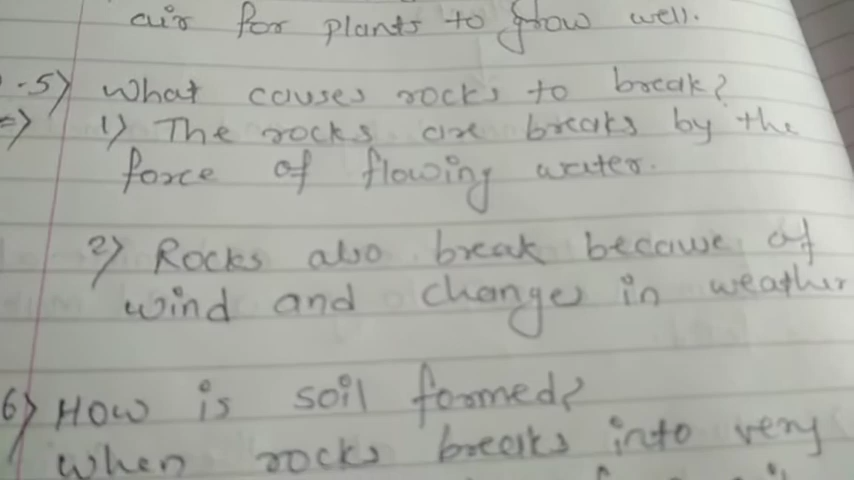 air for plants to grow well.
.5) What causes rocks to break?
=> 1) The rocks are breaks by the
force of flowing water.
2) Rocks also break because of
wind and changes in weather
6) How is soil formed?
When rocks breaks into very